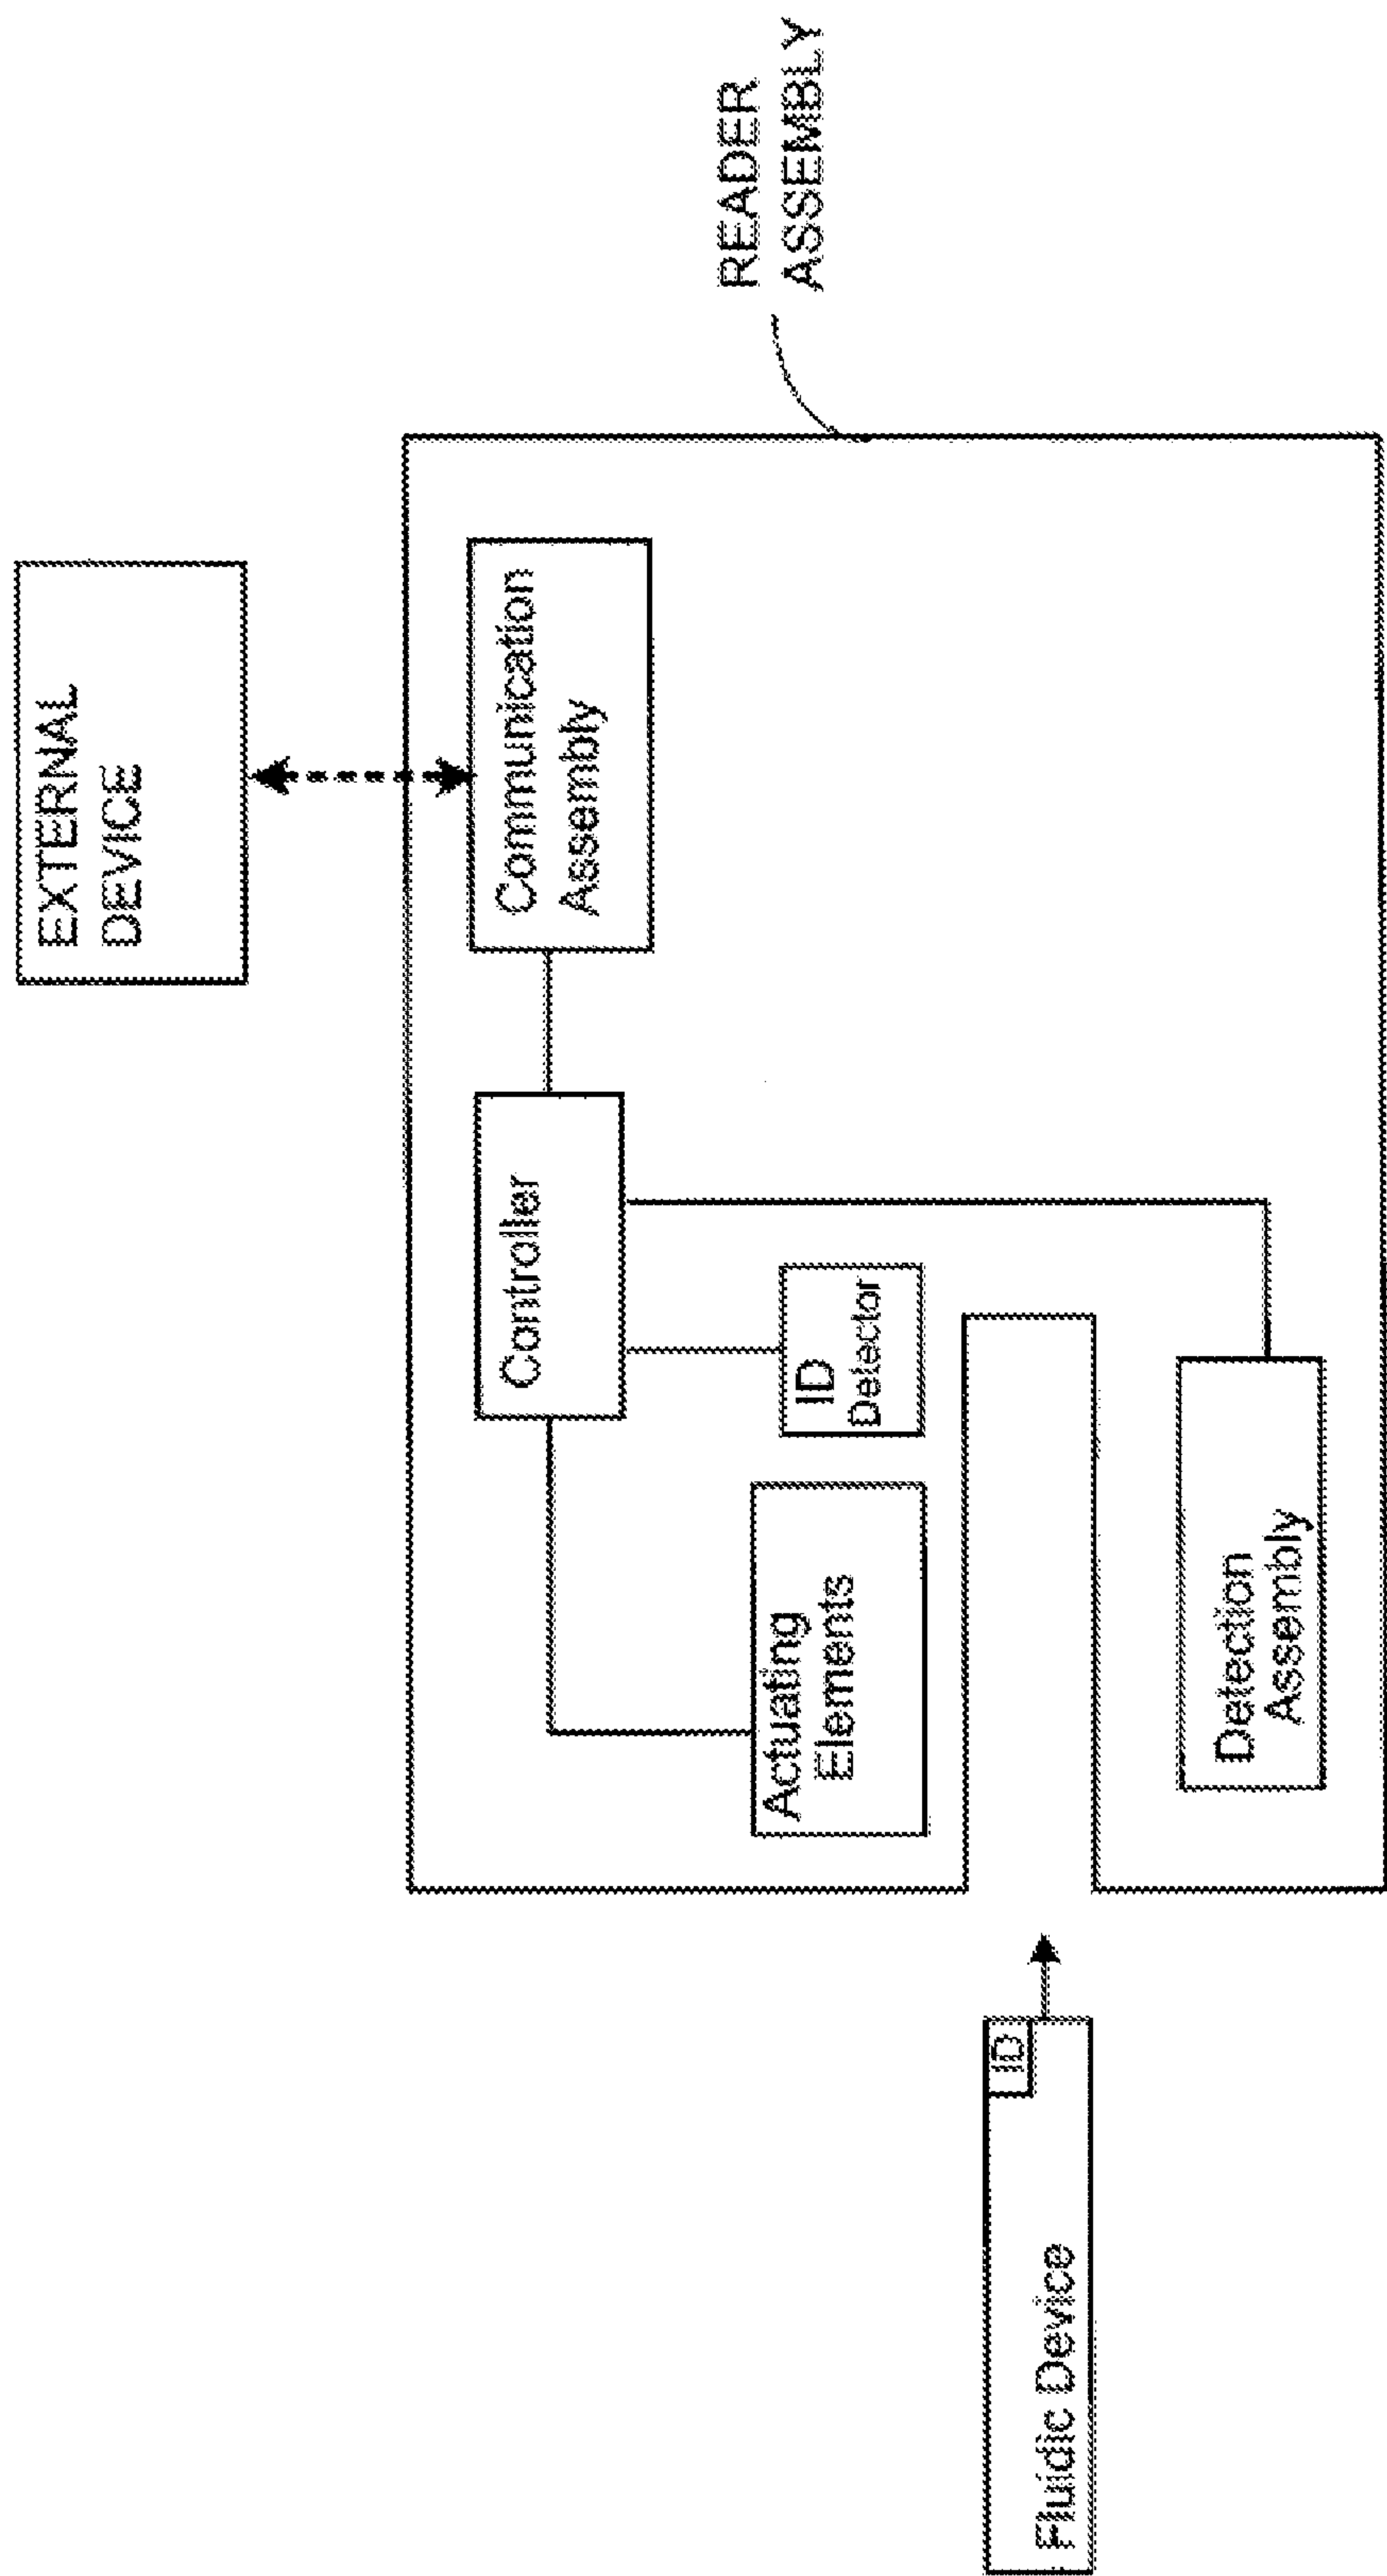 EXTERNAL
DEVICE
READER
ASSEMBLY
Communication
Assembly
Controller
ID
Detector
Actuating
Elements
Detection
Assembly
ID
Fluidic Device